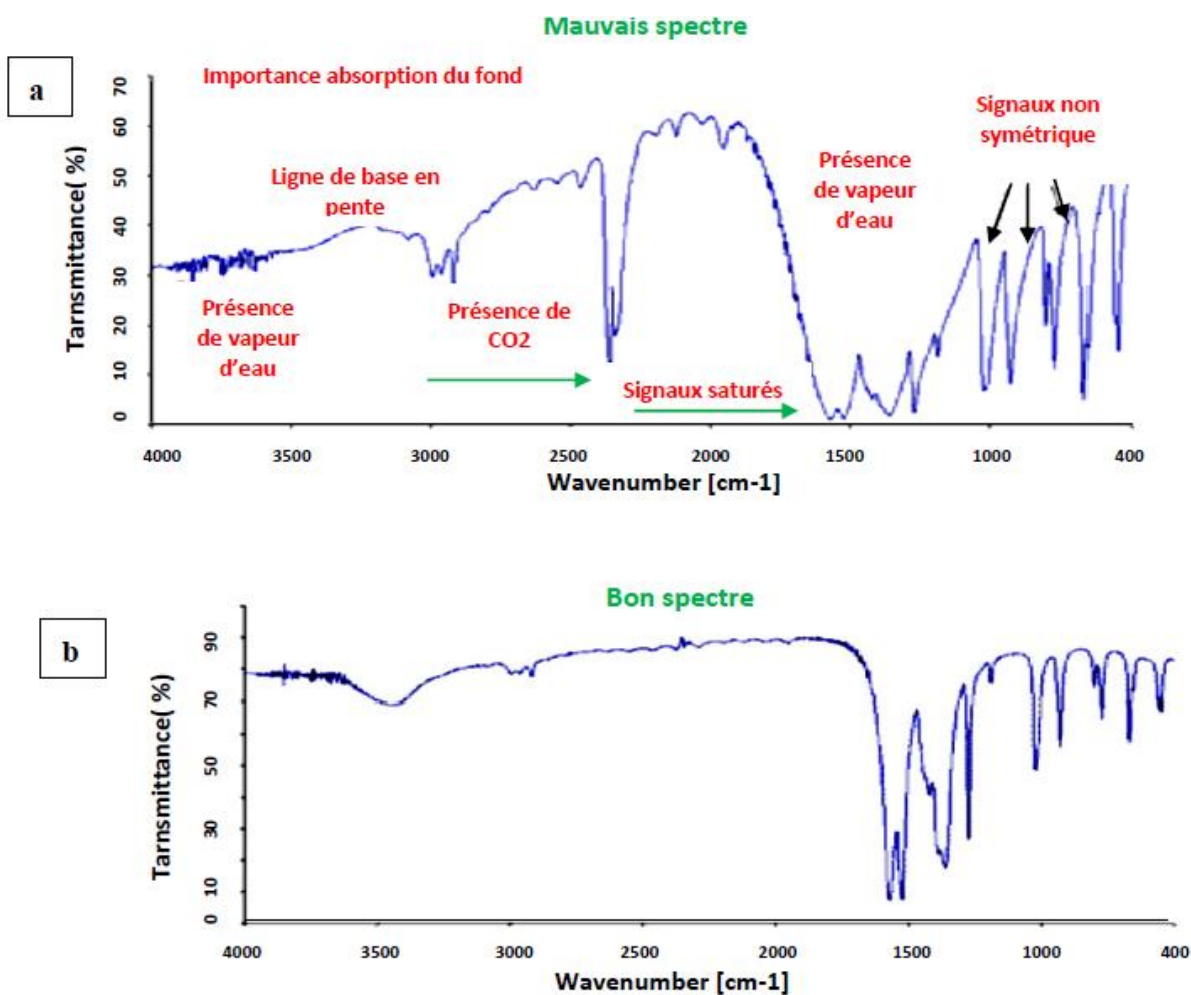 Mauvais spectre
a
Importance absorption du fond
Signaux non
symétrique
Ligne de base en
pente
Présence
de vapeur
d'eau
Présence
de vapeur
d'eau
Présence de
CO2
Signaux saturés
Tarnsmittance( %)
70
60
50
40
30
20
10
0
4000 3500 3000 2500 2000 1500 1000 400
Wavenumber [cm-1]
Bon spectre
b
Tarnsmittance( %)
90
70
50
30
10
0
4000 3500 3000 2500 2000 1500 1000 400
Wavenumber [cm-1]